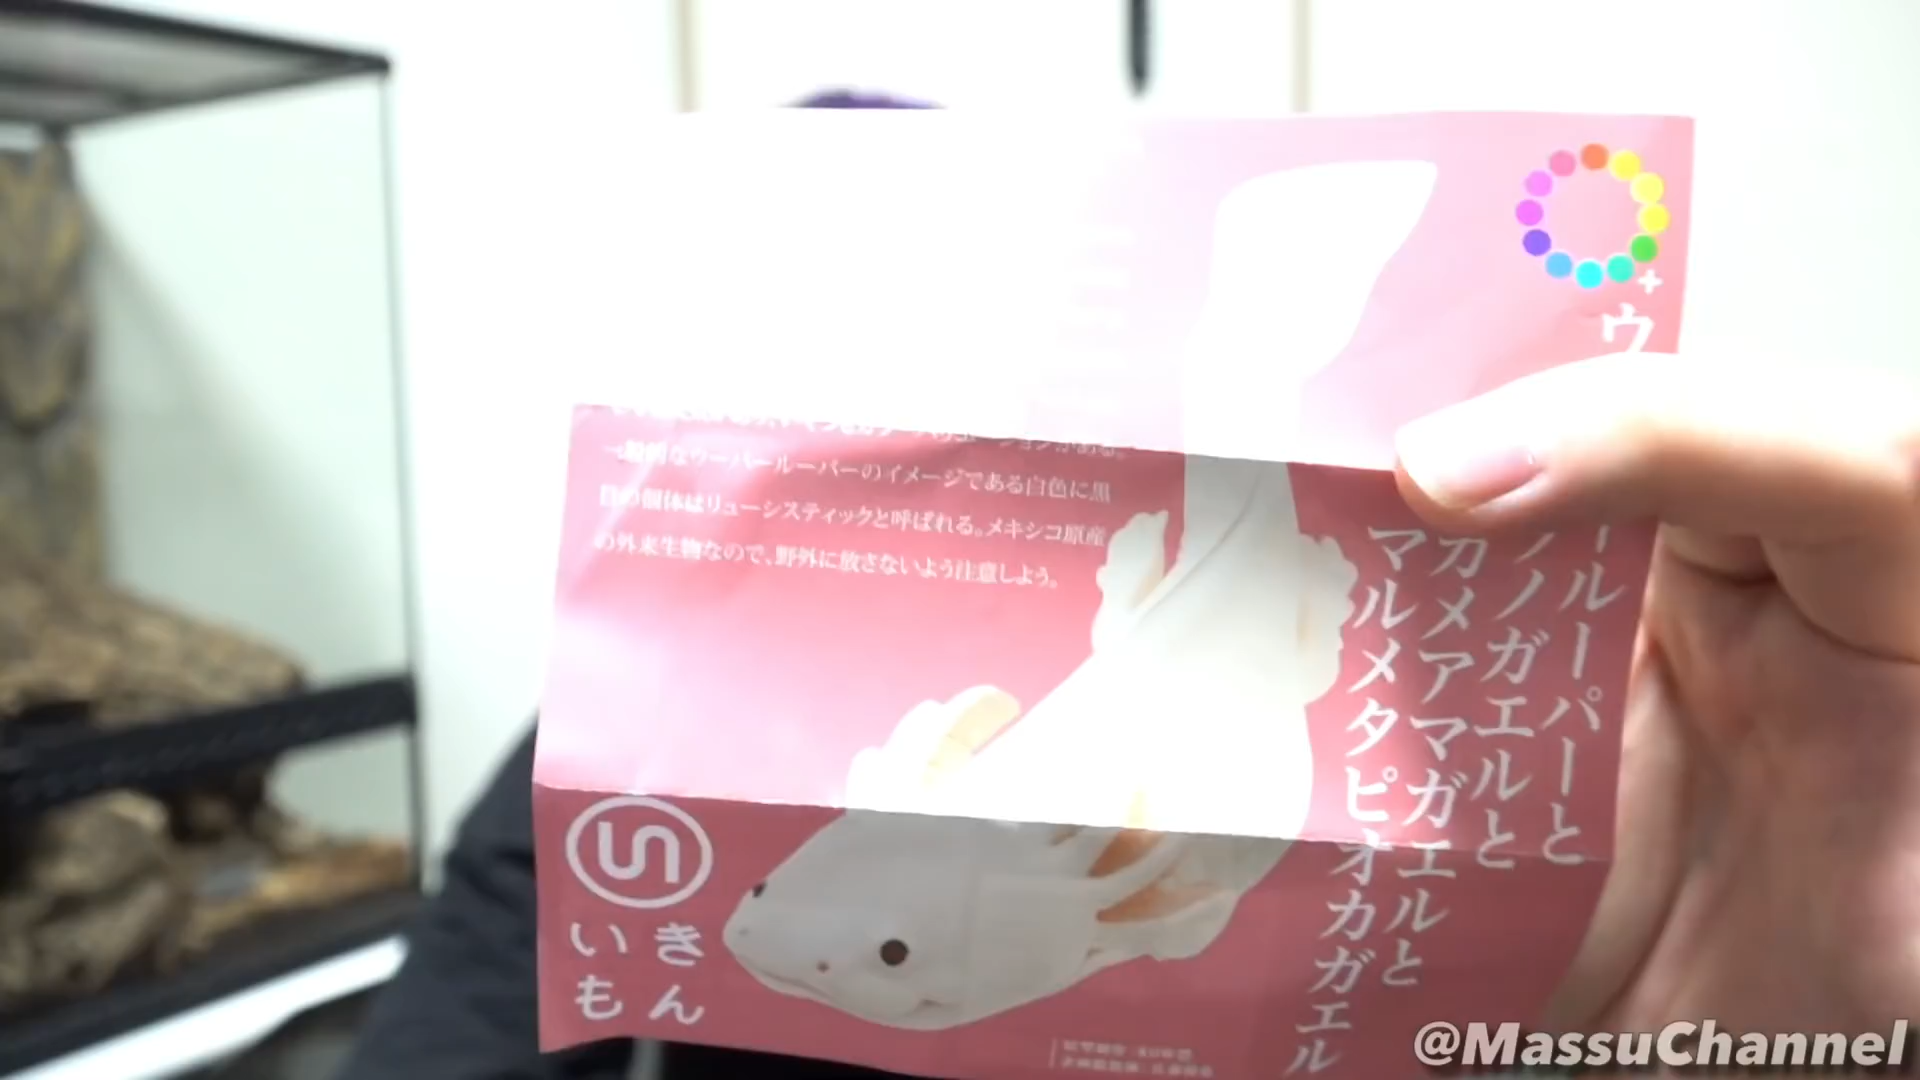 ウ
ールーパーと
ノガエルと
カメアマガエルと
マルメタピオカガエル
一般的なウーパールーパーのイメージである白色に黒
目の個体はリューシスティックと呼ばれる。メキシコ原産
の外来生物なので、野外に放さないよう注意しよう。
いきもん
@MassuChannel